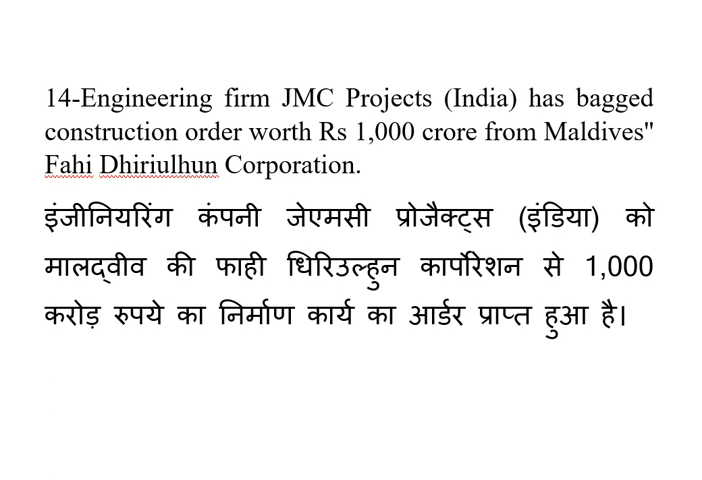 14-Engineering firm JMC Projects (India) has bagged
construction order worth Rs 1,000 crore from Maldives"
Fahi Dhiriulhun Corporation.
इंजीनियरिंग कंपनी जेएमसी प्रोजैक्ट्स (इंडिया) को
मालद्वीव की फाही धिरिउल्हुन कार्पोरेशन से 1,000
करोड़ रुपये का निर्माण कार्य का आर्डर प्राप्त हुआ है।